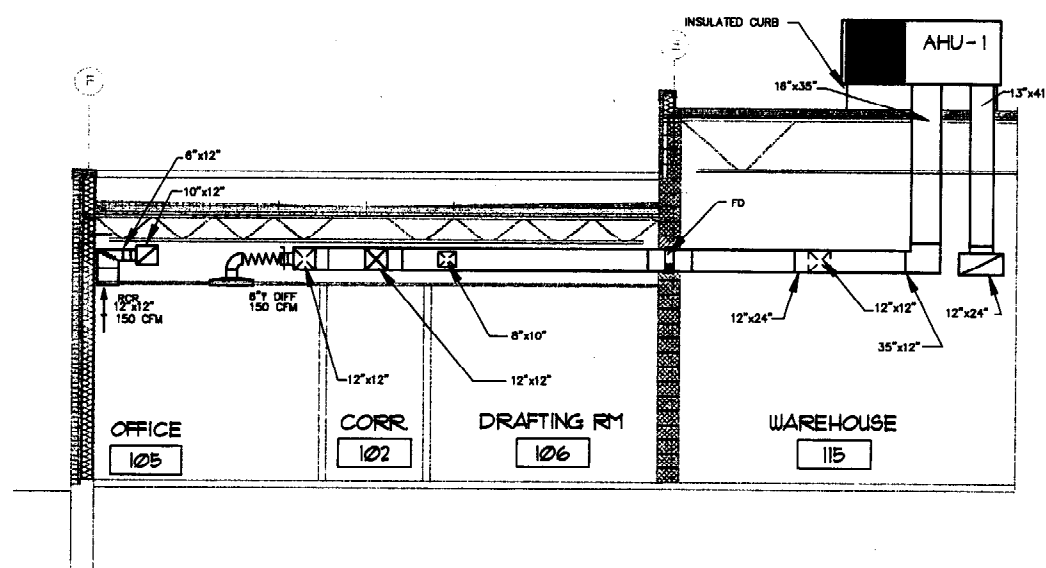 INSULATED CURB
AHU-1
F
18"x35"
13"x41
6"x12"
10"x12"
FD
RCR
12"x12"
150 CFM
6"Y DIFF
150 CFM
8"x10"
12"x24"
12"x12"
12"x24"
35"x12"
12"x12"
12"x12"
OFFICE
105
CORR.
102
DRAFTING RM
106
WAREHOUSE
115